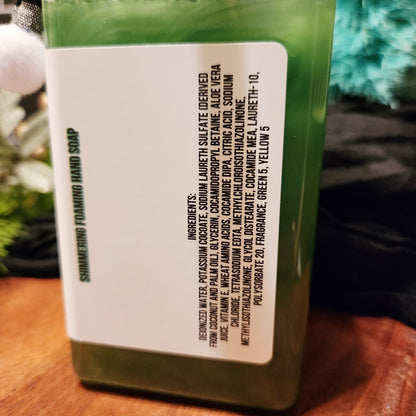 SHIMMERING FOAMING HAND SOAP
INGREDIENTS:
DEIONIZED WATER, POTASSIUM COCOATE, SODIUM LAURETH SULFATE (DERIVED
FROM COCONUT AND PALM OIL), GLYCERIN, COCAMIDOPROPYL BETAINE, ALOE VERA
JUICE, VITAMIN E, WHEAT AMINO ACIDS, COCAMIDE DIPA, CITRIC ACID, SODIUM
CHLORIDE, TETRASODIUM EDTA, METHYLCHLOROISOTHIAZOLINONE,
METHYLISOTHIAZOLINONE, GLYCOL DISTEARATE, COCAMIDE MEA, LAURETH-10,
POLYSORBATE 20, FRAGRANCE, GREEN 5, YELLOW 5